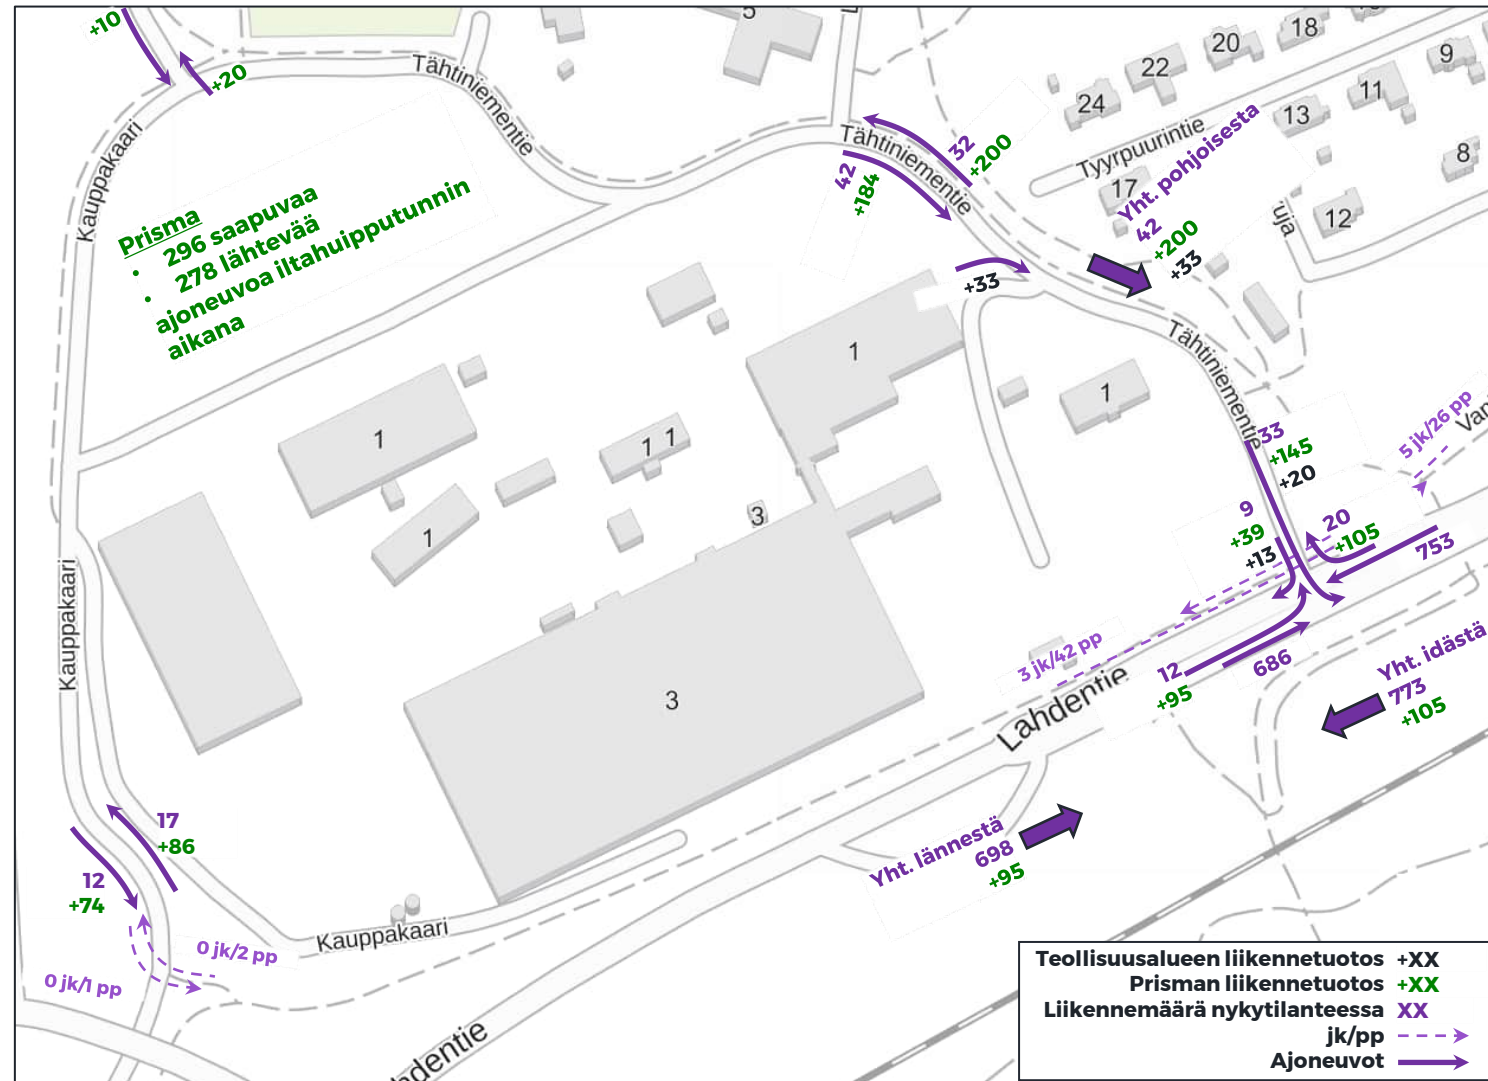 +10
+20
5
Tähtiniementie
Kauppakaari
Prisma
• 296 saapuvaa
• 278 lähtevää
ajoneuvoa iltahuipputunnin
aikana
Tähtiniementie
32
+200
42
+184
18
20
22
24
9
11
13
8
12
17
Tyyrpuurintie
Yht. pohjoisesta
42
+200
+33
+33
uja
Tähtiniementie
1
1
1
1
1
1
1
3
3
33
+145
+20
9
+39
+13
20
+105
753
5 jk/26 pp
Van
3 jk/42 pp
12
+95
686
Lahdentie
Yht. idästä
773
+105
Yht. lännestä
698
+95
Kauppakaari
17
+86
12
+74
0 jk/2 pp
0 jk/1 pp
Kauppakaari
hdentie
Teollisuusalueen liikennetuotos +XX
Prisman liikennetuotos +XX
Liikennemäärä nykytilanteessa XX
jk/pp
Ajoneuvot